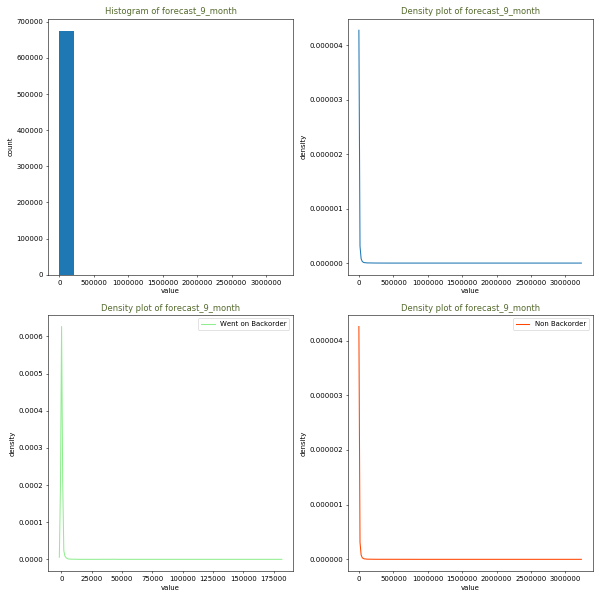 Histogram of forecast_9_month
700000
600000
500000
400000
300000
200000
100000
0
count
0 500000 1000000 1500000 2000000 2500000 3000000
value
Density plot of forecast_9_month
0.000004
0.000003
0.000002
0.000001
0.000000
density
0 500000 1000000 1500000 2000000 2500000 3000000
value
Density plot of forecast_9_month
Went on Backorder
0.0006
0.0005
0.0004
0.0003
0.0002
0.0001
0.0000
density
0 25000 50000 75000 100000 125000 150000 175000
value
Density plot of forecast_9_month
Non Backorder
0.000004
0.000003
0.000002
0.000001
0.000000
density
0 500000 1000000 1500000 2000000 2500000 3000000
value